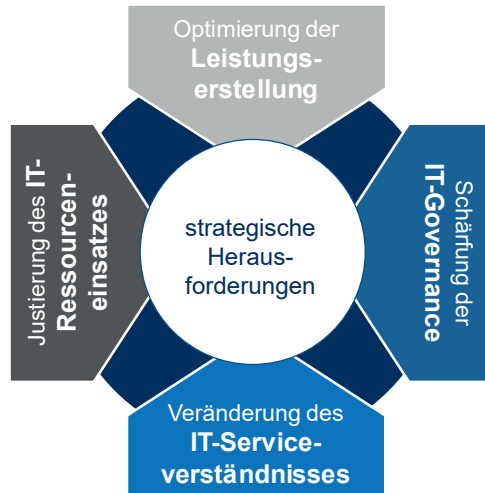 Optimierung der
Leistungs-
erstellung
Justierung des IT-
Ressourcen-
einsatzes
strategische
Heraus-
forderungen
Schärfung der
IT-Governance
Veränderung des
IT-Service-
verständnisses